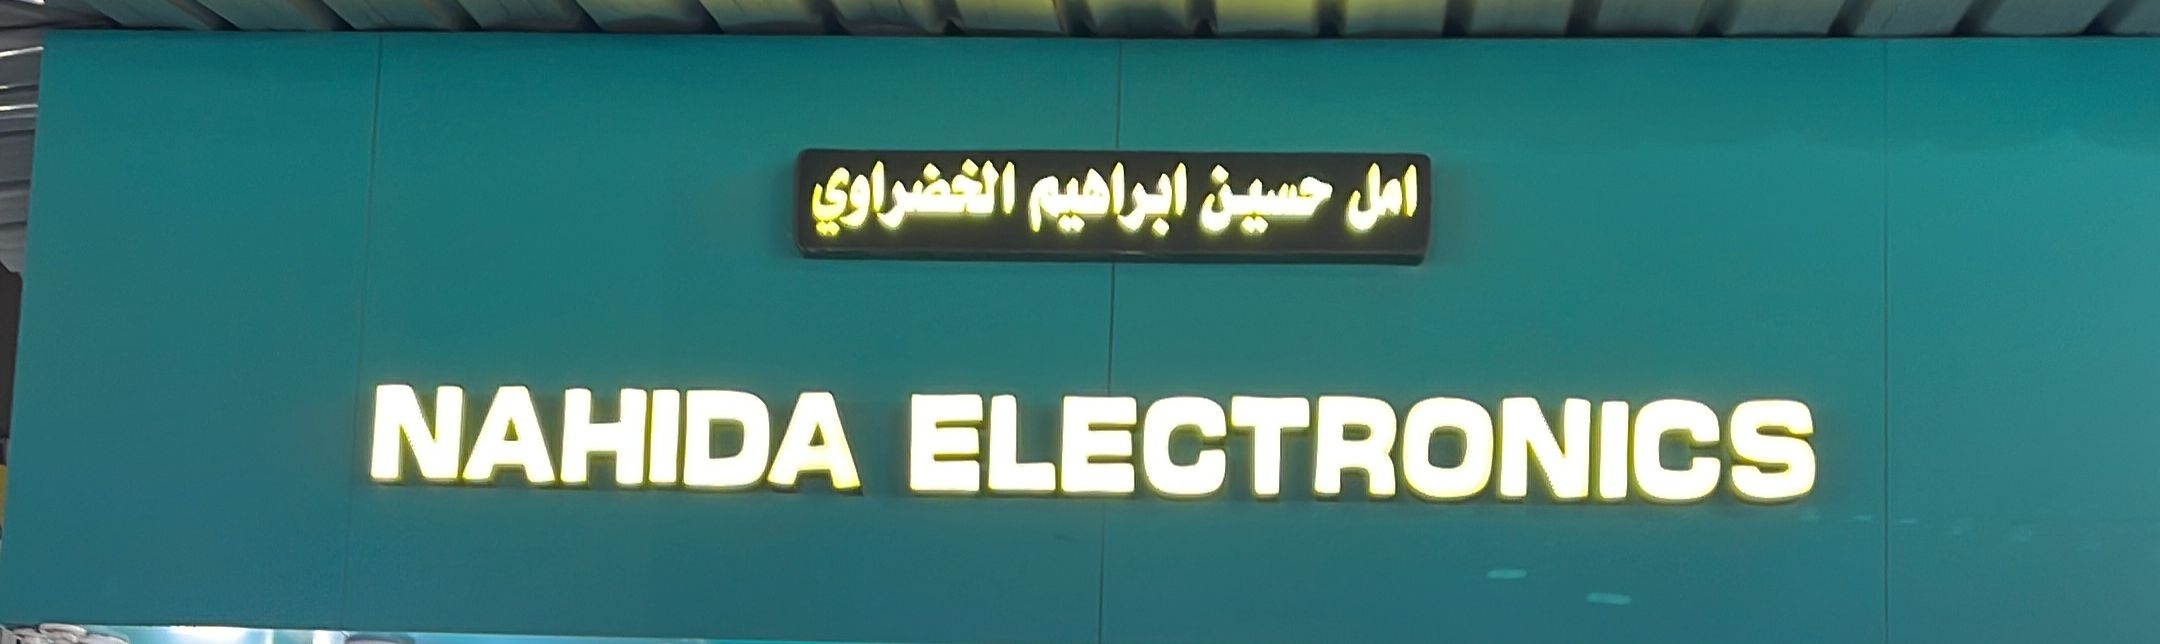 امل حسين ابراهيم الخضراوي
NAHIDA ELECTRONICS